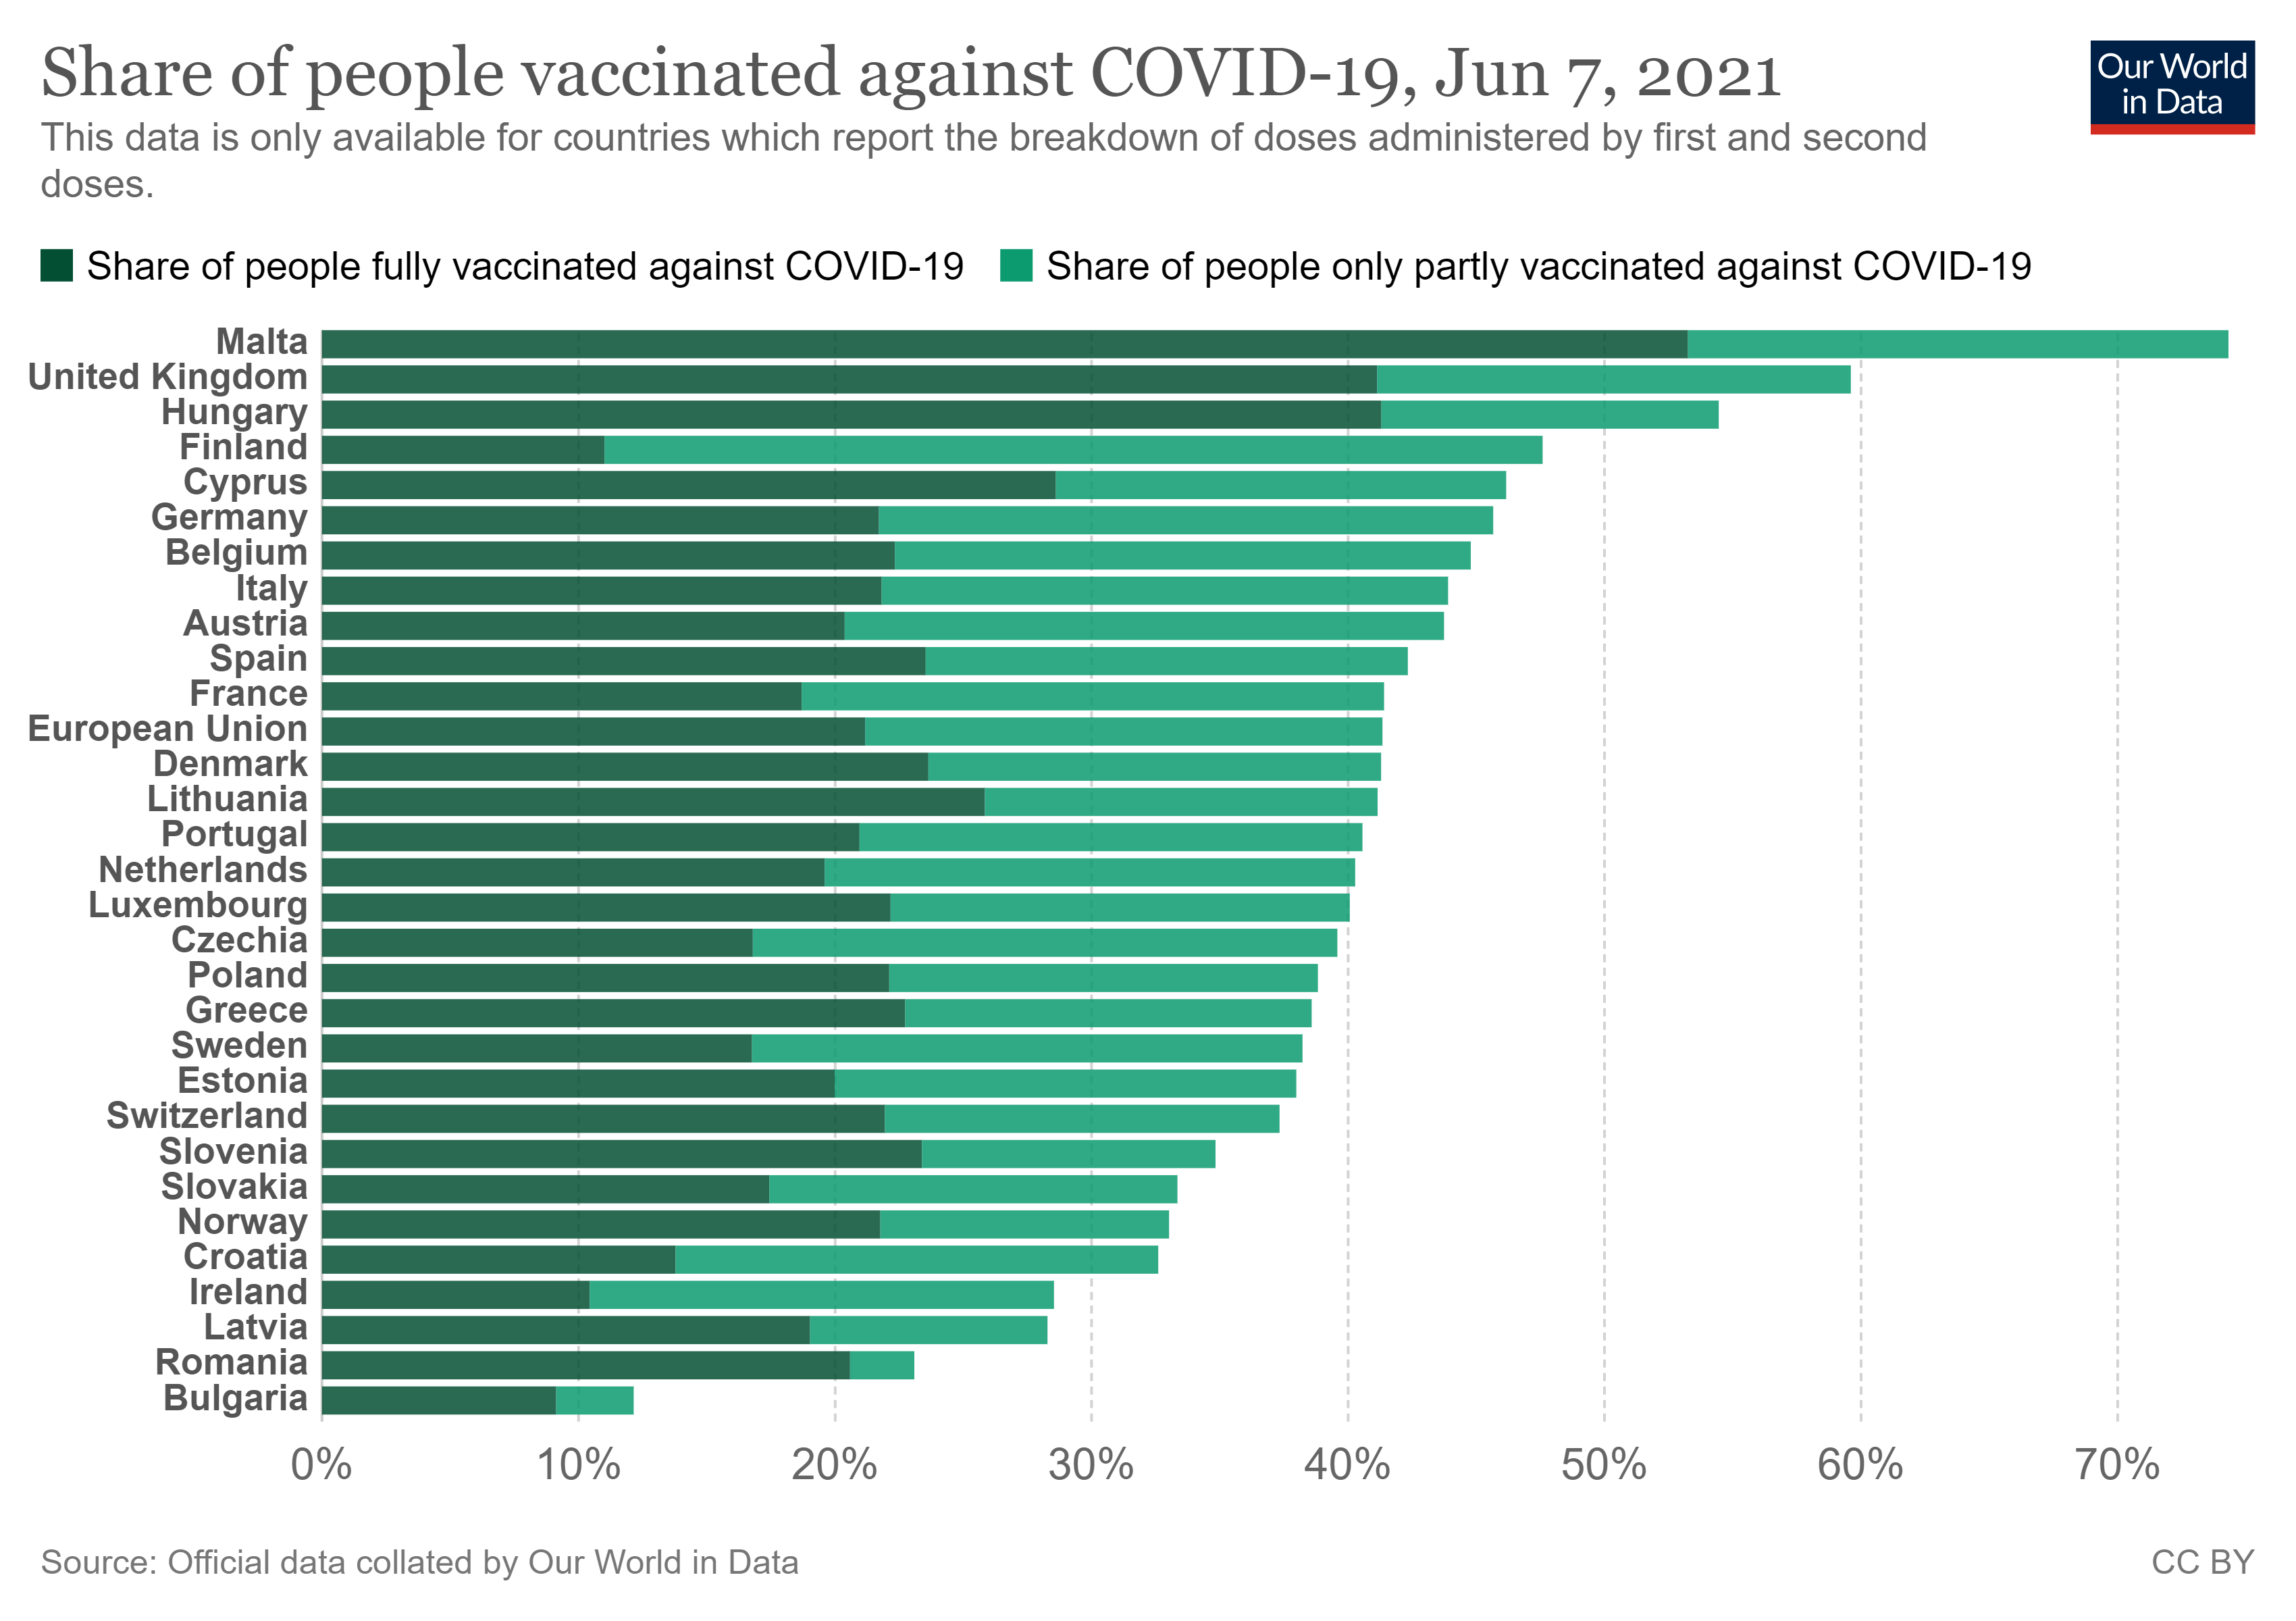 Share of people vaccinated against COVID-19, Jun 7, 2021
Our World
in Data
This data is only available for countries which report the breakdown of doses administered by first and second
doses.
Share of people fully vaccinated against COVID-19 Share of people only partly vaccinated against COVID-19
Malta
United Kingdom
Hungary
Finland
Cyprus
Germany
Belgium
Italy
Austria
Spain
France
European Union
Denmark
Lithuania
Portugal
Netherlands
Luxembourg
Czechia
Poland
Greece
Sweden
Estonia
Switzerland
Slovenia
Slovakia
Norway
Croatia
Ireland
Latvia
Romania
Bulgaria
0% 10% 20% 30% 40% 50% 60% 70%
Source: Official data collated by Our World in Data CC BY